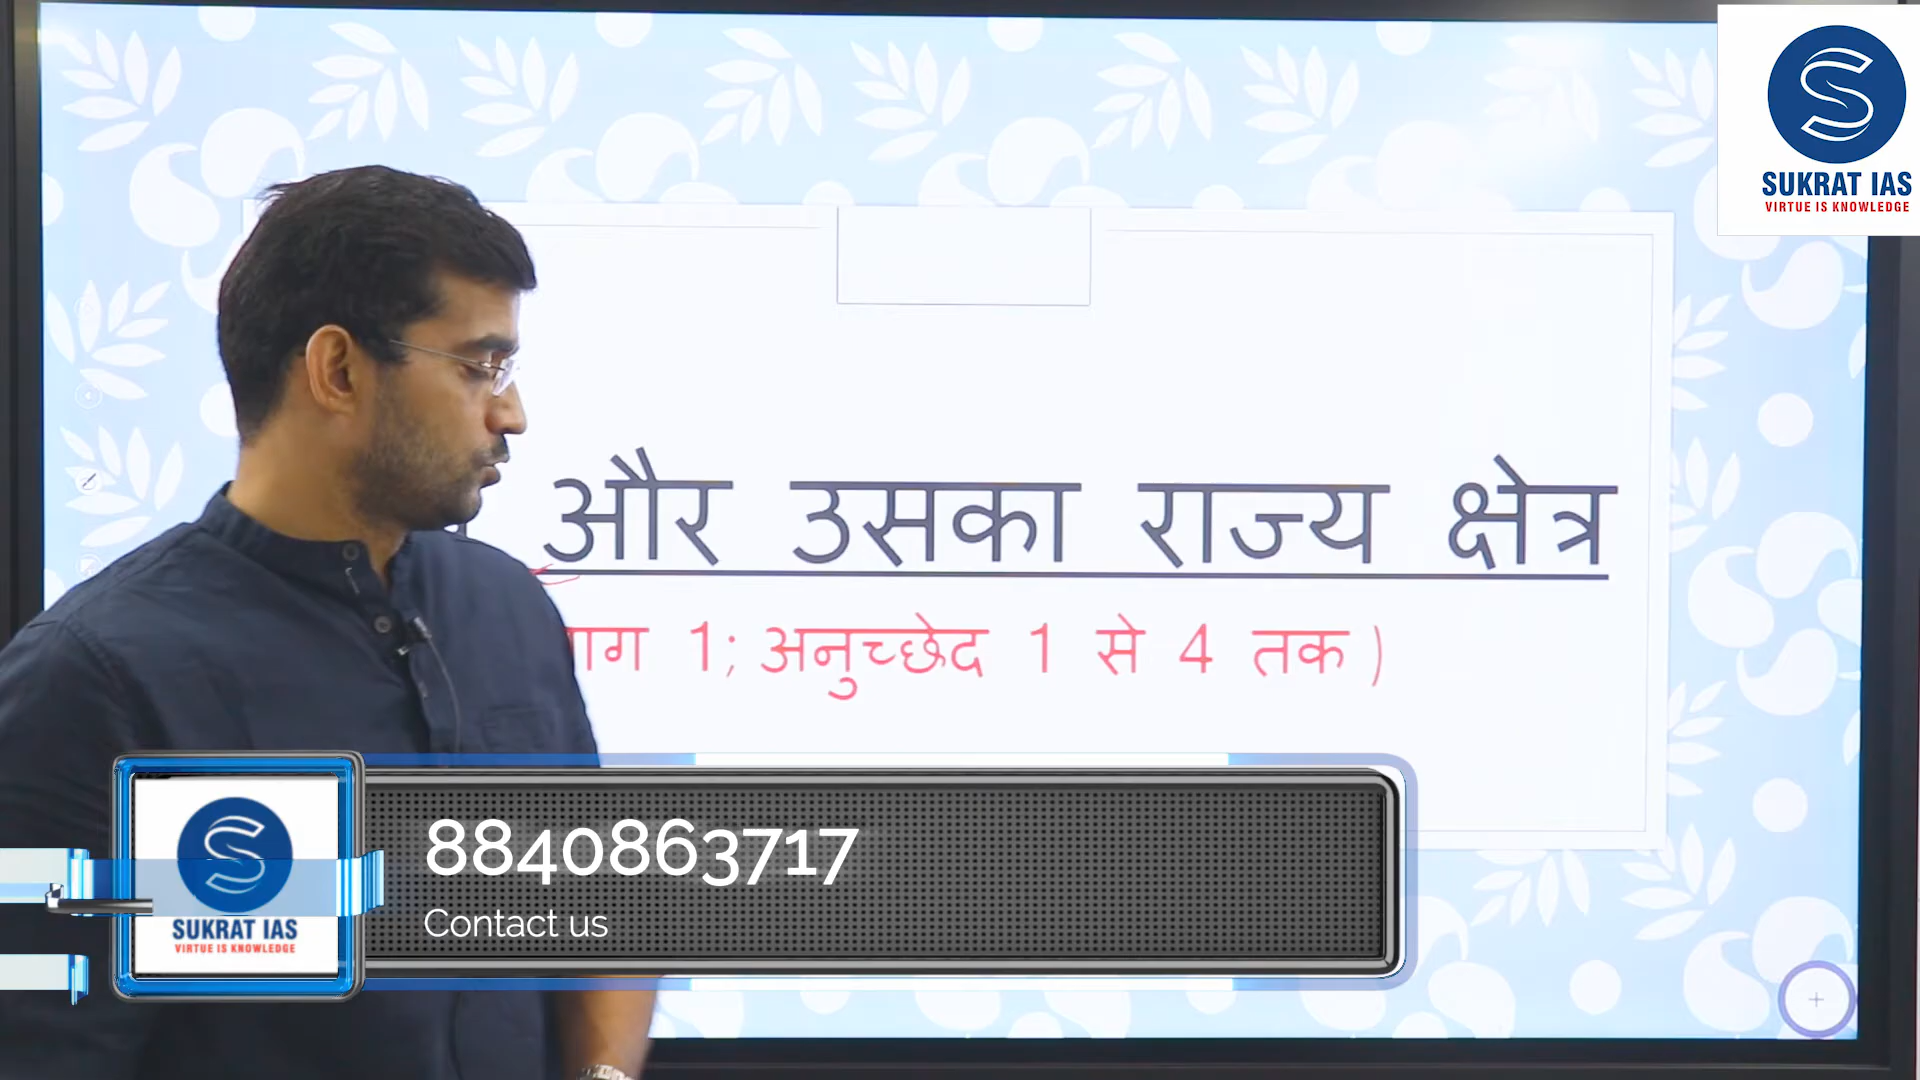 SUKRAT IAS
VIRTUE IS KNOWLEDGE
और उसका राज्य क्षेत्र
1; अनुच्छेद 1 से 4 तक )
8840863717
Contact us
SUKRAT IAS
VIRTUE IS KNOWLEDGE